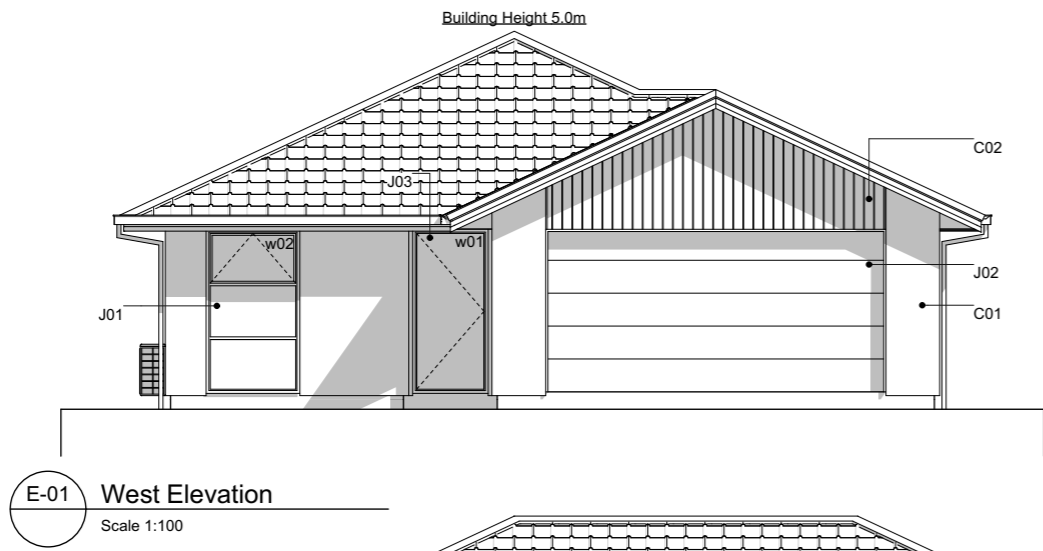 Building Height 5.0m
C02
J03
w02
w01
J02
J01
C01
E-01
West Elevation
Scale 1:100